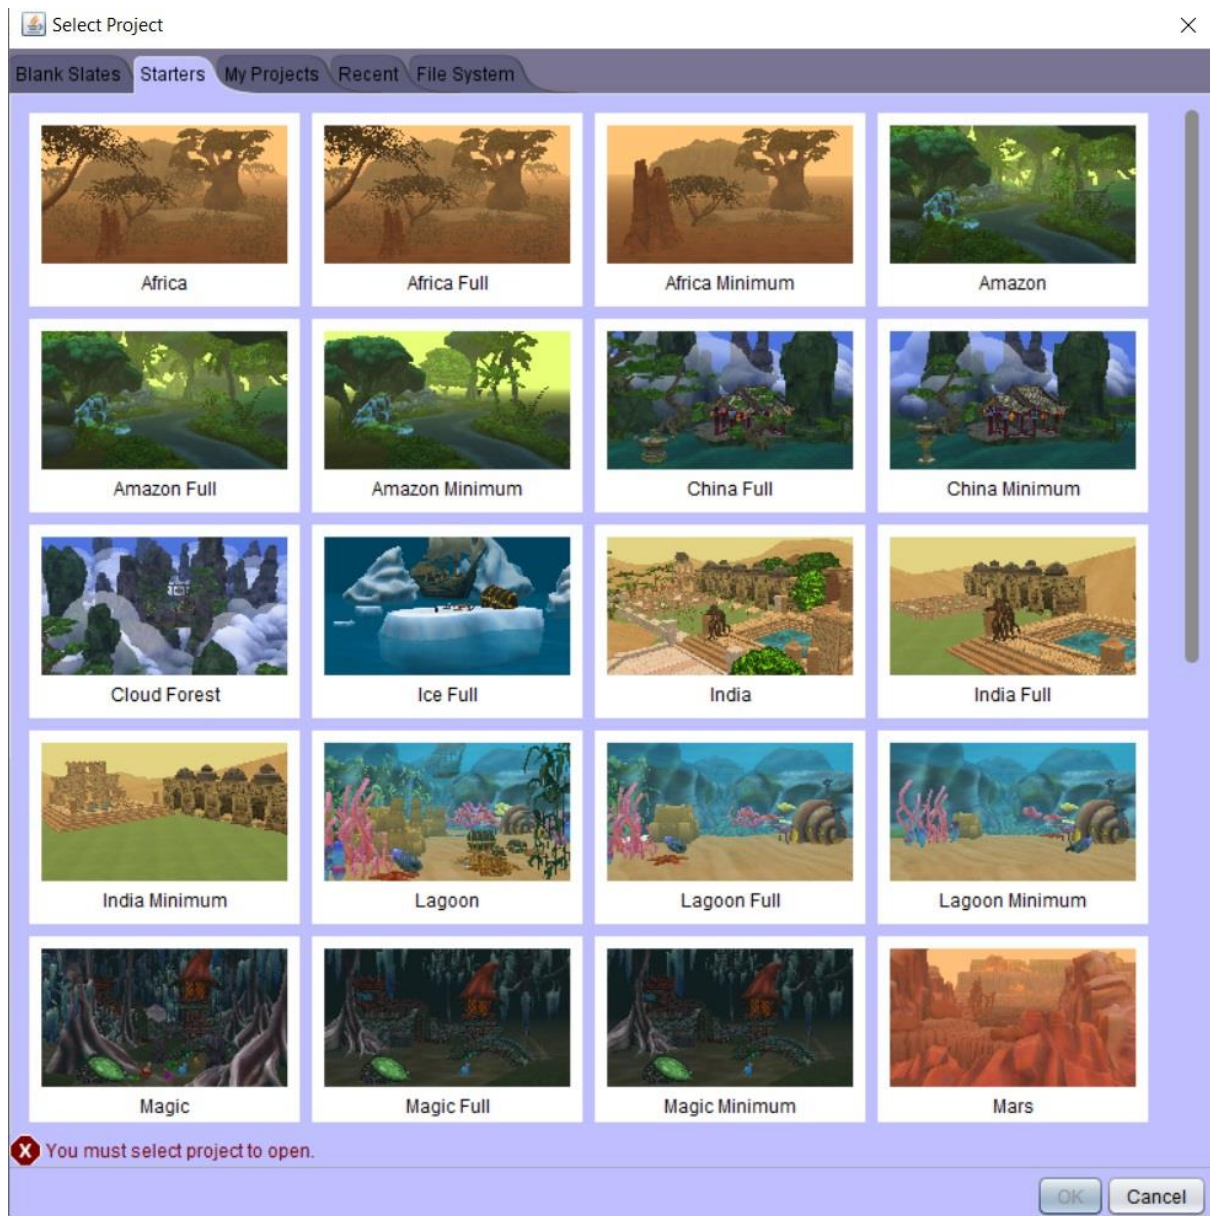 Select Project
Blank Slates Starters My Projects Recent File System
Africa Africa Full Africa Minimum Amazon
Amazon Full Amazon Minimum China Full China Minimum
Cloud Forest Ice Full India India Full
India Minimum Lagoon Lagoon Full Lagoon Minimum
Magic Magic Full Magic Minimum Mars
X You must select project to open.
OK Cancel